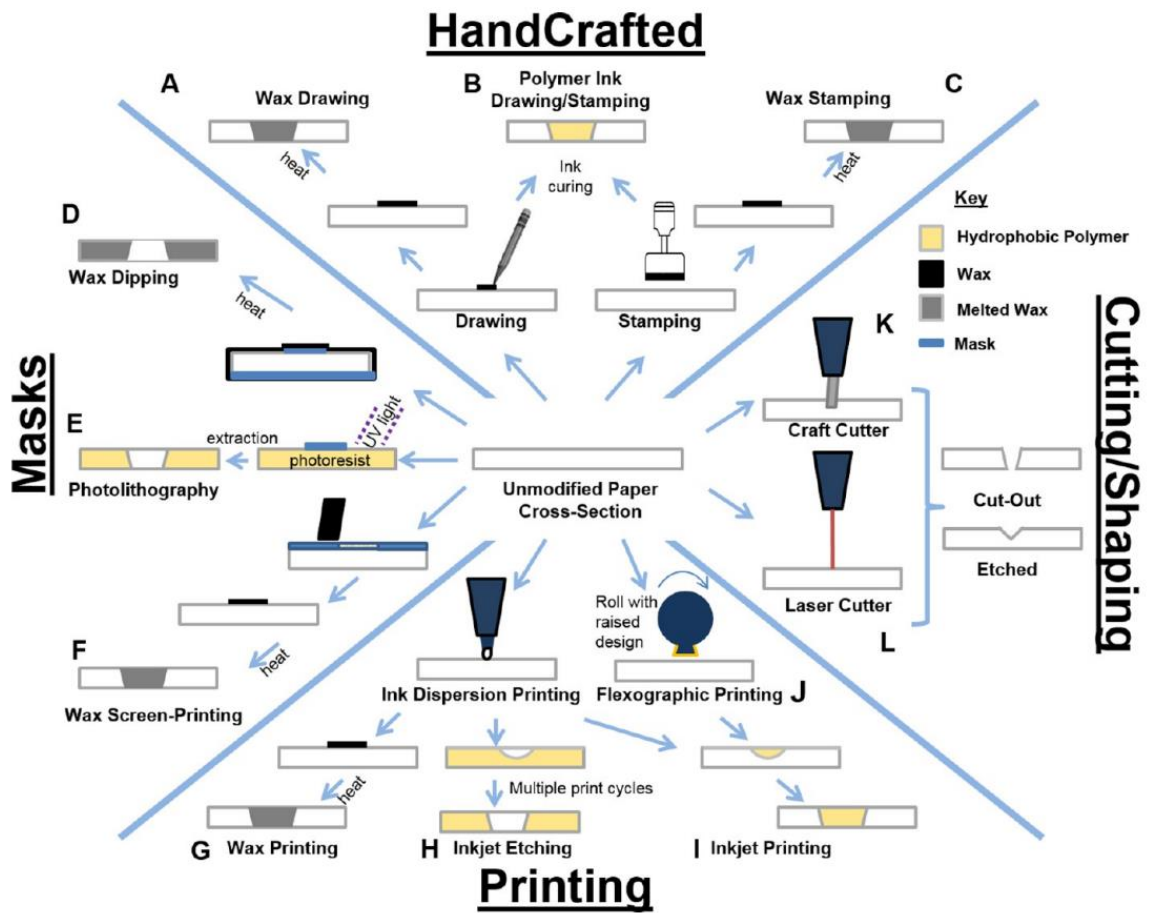 HandCrafted
A
Wax Drawing
heat
B
Polymer Ink
Drawing/Stamping
Ink
curing
C
Wax Stamping
heat
Drawing
Stamping
Key
Hydrophobic Polymer
Wax
Melted Wax
Mask
Masks
D
Wax Dipping
heat
E
extraction
UV light
photoresist
Photolithography
F
heat
Wax Screen-Printing
Unmodified Paper
Cross-Section
Cuttting/Shaping
K
Craft Cutter
Laser Cutter
L
Cut-Out
Etched
Ink Dispersion Printing
Roll with
raised
design
Flexographic Printing J
heat
G Wax Printing
Multiple print cycles
H Inkjet Etching
I Inkjet Printing
Printing